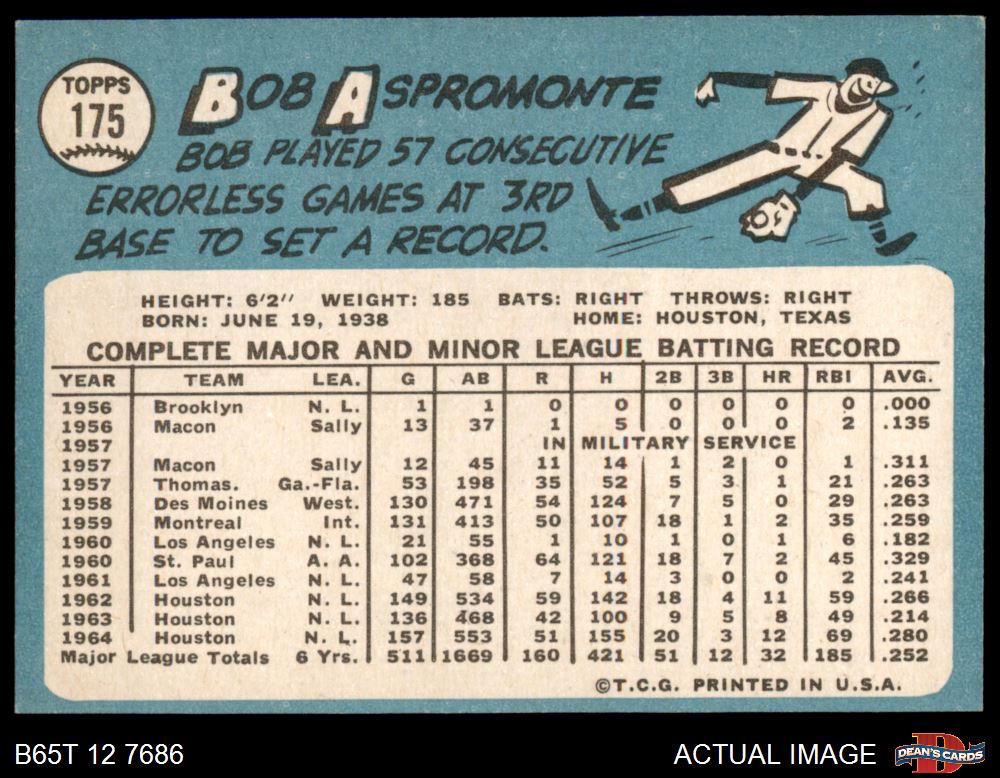 TOPPS
175
BOB ASPROMONTE
BOB PLAYED 57 CONSECUTIVE
ERRORLESS GAMES AT 3RD
BASE TO SET A RECORD.
HEIGHT: 6'2" WEIGHT: 185 BATS: RIGHT THROWS: RIGHT
BORN: JUNE 19, 1938 HOME: HOUSTON, TEXAS
COMPLETE MAJOR AND MINOR LEAGUE BATTING RECORD
YEAR TEAM LEA. G AB R H 2B 3B HR RBI AVG.
1956 Brooklyn N. L. 1 1 0 0 0 0 0 0 .000
1956 Macon Sally 13 37 1 5 0 0 0 2 .135
1957 IN MILITARY SERVICE
1957 Macon Sally 12 45 11 14 1 2 0 1 .311
1957 Thomas. Ga.-Fla. 53 198 35 52 5 3 1 21 .263
1958 Des Moines West. 130 471 54 124 7 5 0 29 .263
1959 Montreal Int. 131 413 50 107 18 1 2 35 .259
1960 Los Angeles N. L. 21 55 1 10 1 0 1 6 .182
1960 St. Paul A. A. 102 368 64 121 18 7 2 45 .329
1961 Los Angeles N. L. 47 58 7 14 3 0 0 2 .241
1962 Houston N. L. 149 534 59 142 18 4 11 59 .266
1963 Houston N. L. 136 468 42 100 9 5 8 49 .214
1964 Houston N. L. 157 553 51 155 20 3 12 69 .280
Major League Totals 6 Yrs. 511 1669 160 421 51 12 32 185 .252
©T.C.G. PRINTED IN U.S.A.
B65T 12 7686 ACTUAL IMAGE DEAN'S CARDS